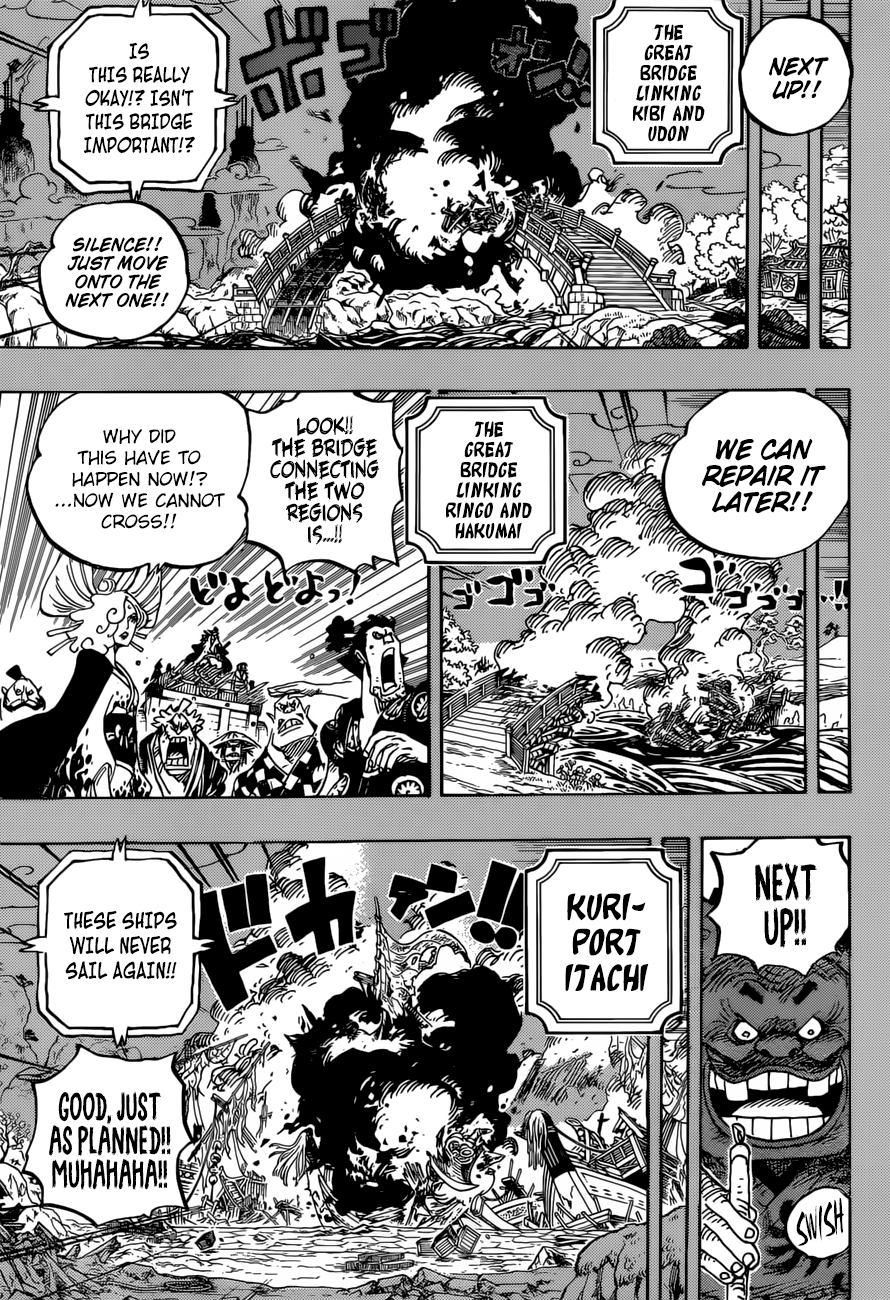 NEXT
UP!!
THE
GREAT
BRIDGE
LINKING
KIBI AND
UDON
オオ…ン!!
ボゴ
IS
THIS REALLY
OKAY!? ISN'T
THIS BRIDGE
IMPORTANT!?
SILENCE!!
JUST MOVE
ONTO THE
NEXT ONE!!
WE CAN
REPAIR IT
LATER!!
THE
GREAT
BRIDGE
LINKING
RINGO AND
HAKUMAI
ゴゴゴゴ ゴゴゴゴ…!!
LOOK!!
THE BRIDGE
CONNECTING
THE TWO
REGIONS
IS...!!
WHY DID
THIS HAVE TO
HAPPEN NOW!?
...NOW WE CANNOT
CROSS!!
どよどよっ!
NEXT
UP!!
SWISH
KURI-
PORT
ITACHI
ドカァン!!
THESE SHIPS
WILL NEVER
SAIL AGAIN!!
GOOD, JUST
AS PLANNED!!
MUHAHAHA!!